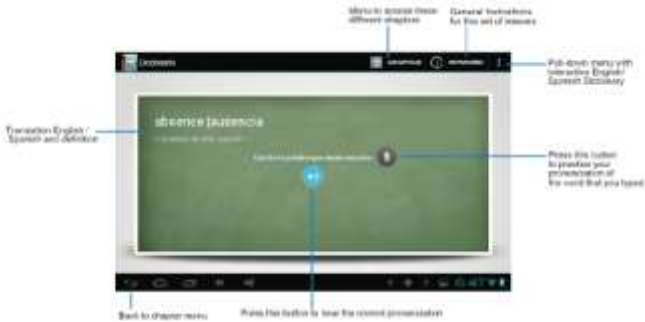 Menu to access these
different chapters
General Instructions
for this set of lessons
Dictionary
Pull-down menu with
interactive English/
Spanish Dictionary
absence |ausencia
Translation English /
Spanish and definition
Press this button
to practice your
pronunciation of
the word that you typed
Back to chapter menu
Press this button to hear the correct pronunciation